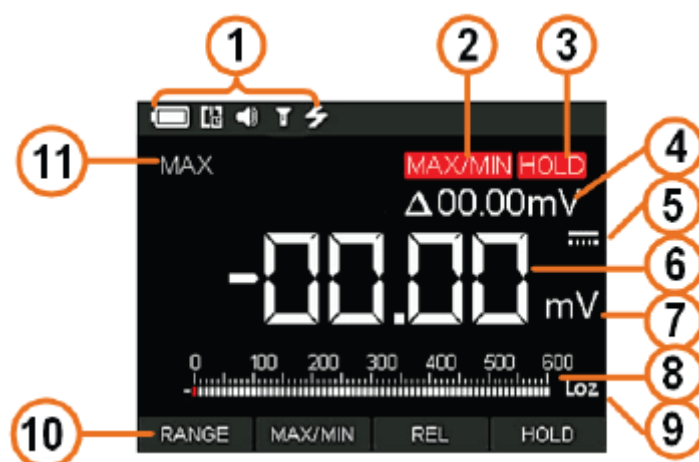 1 2 3
MAX MAX/MIN HOLD 4
11 Δ00.00mV 5
-00.00 6
mV 7
0 100 200 300 400 500 600 8
Loz 9
10 RANGE MAX/MIN REL HOLD